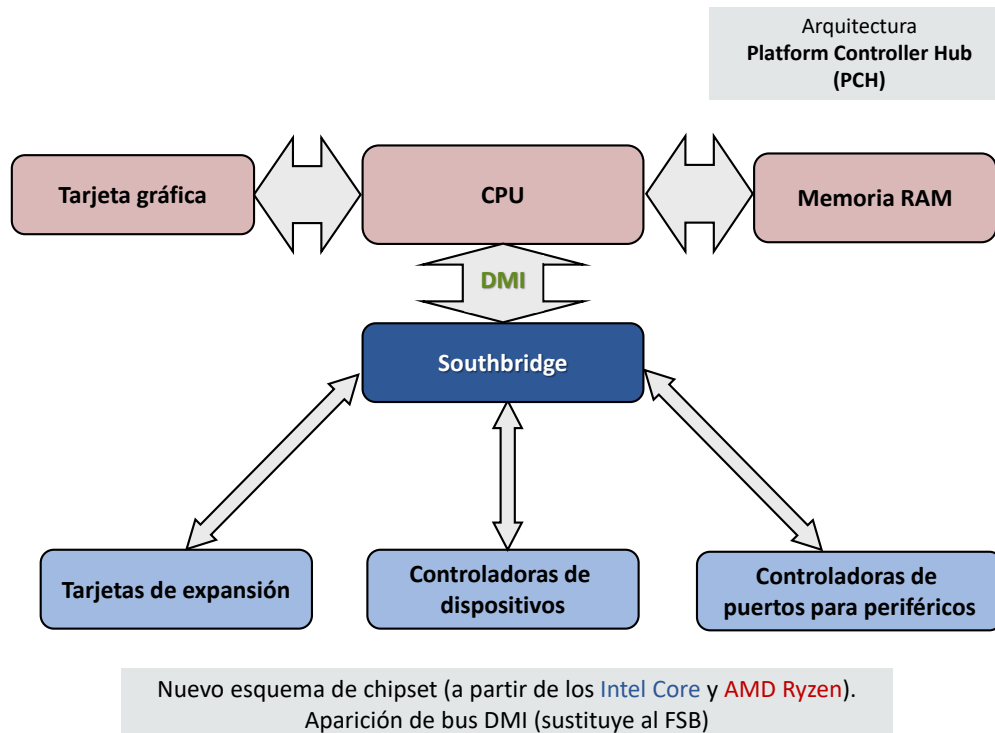 Arquitectura
Platform Controller Hub
(PCH)
Tarjeta gráfica
CPU
Memoria RAM
DMI
Southbridge
Tarjetas de expansión
Controladoras de
dispositivos
Controladoras de
puertos para periféricos
Nuevo esquema de chipset (a partir de los Intel Core y AMD Ryzen).
Aparición de bus DMI (sustituye al FSB)